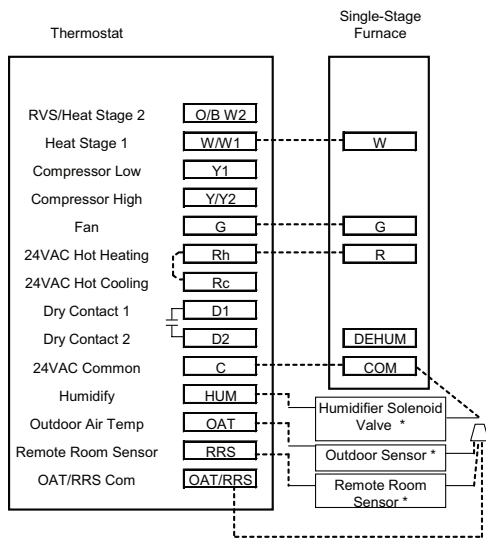 Thermostat
Single-Stage
Furnace
RVS/Heat Stage 2 O/B W2
Heat Stage 1 W/W1 W
Compressor Low Y1
Compressor High Y/Y2
Fan G G
24VAC Hot Heating Rh R
24VAC Hot Cooling Rc
Dry Contact 1 D1
Dry Contact 2 D2 DEHUM
24VAC Common C COM
Humidify HUM
Humidifier Solenoid
Valve *
Outdoor Air Temp OAT
Outdoor Sensor *
Remote Room Sensor RRS
Remote Room
Sensor *
OAT/RRS Com OAT/RRS